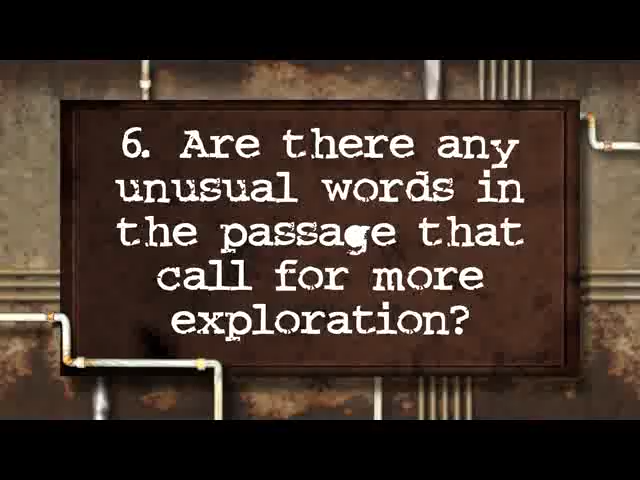 6. Are there any
unusual words in
the passage that
call for more
exploration?